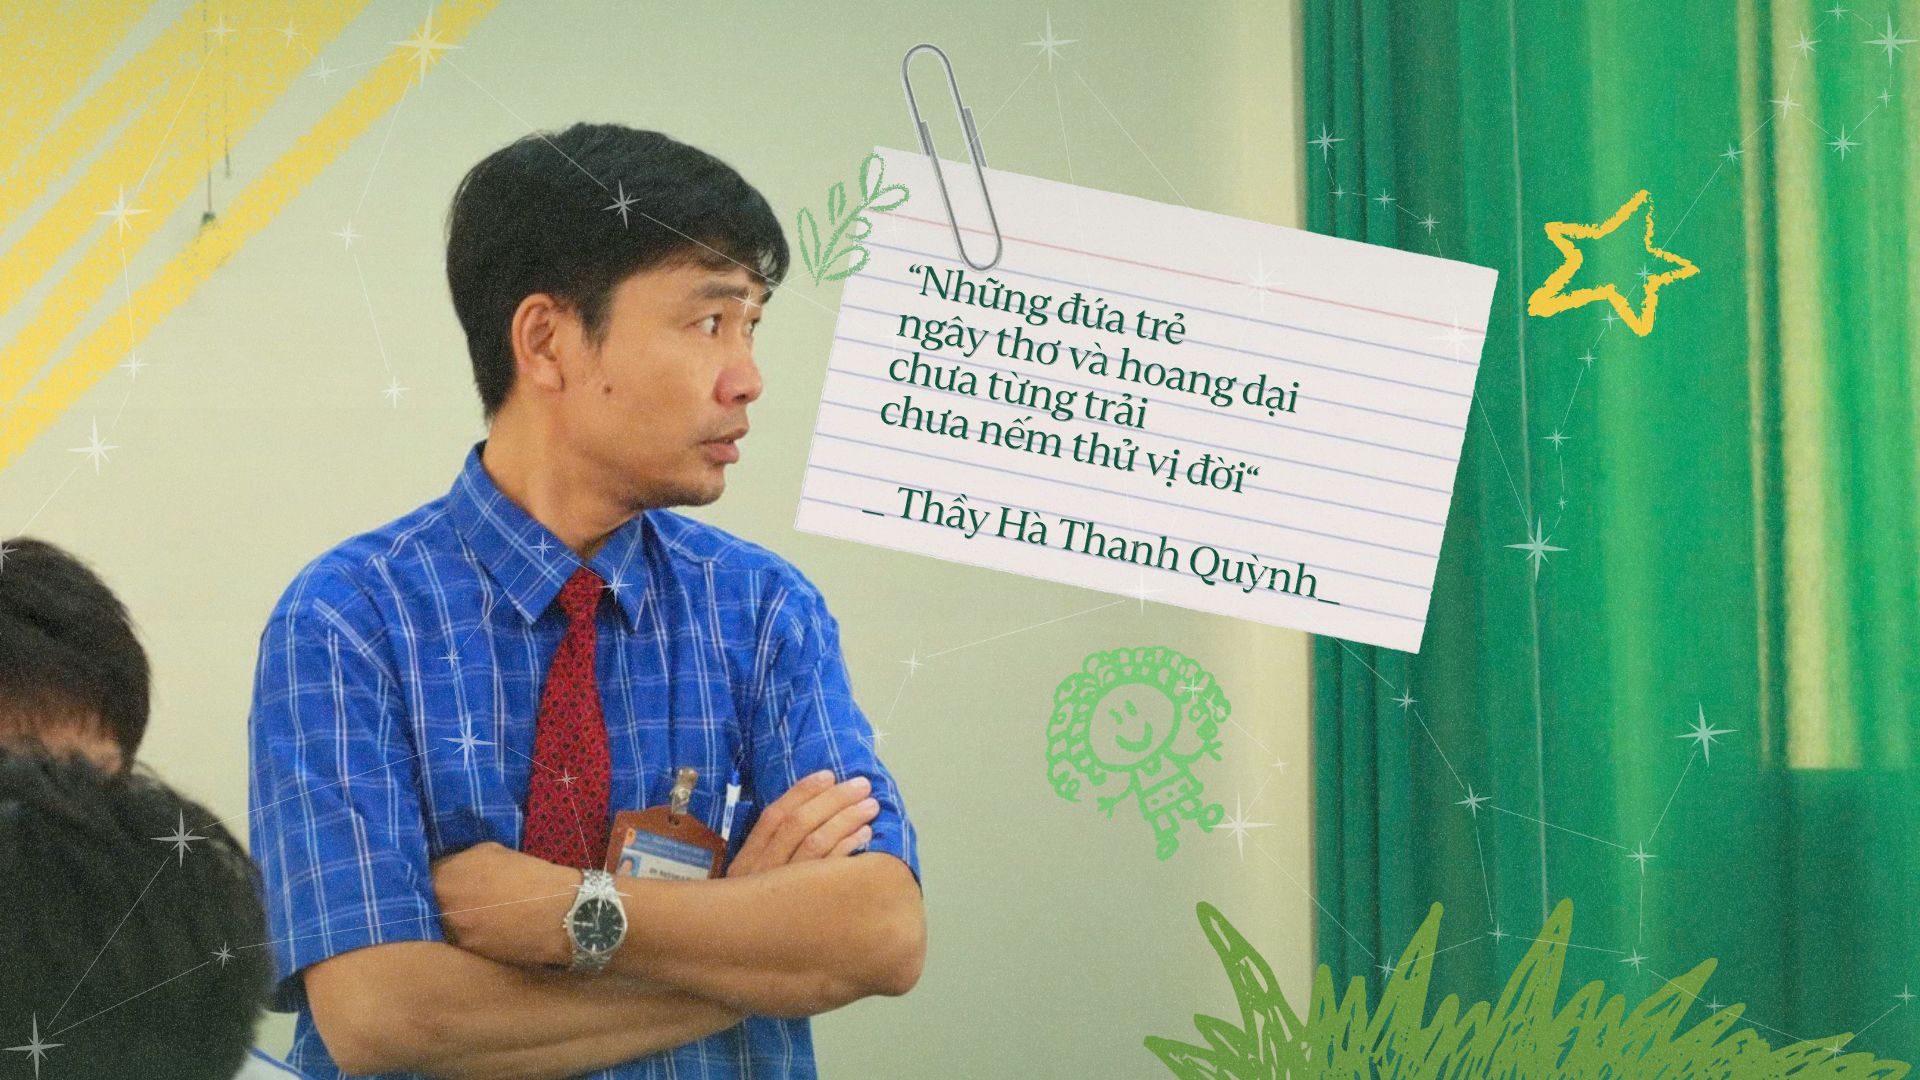 “Những đứa trẻ
ngây thơ và hoang dại
chưa từng trải
chưa nếm thử vị đời“
_ Thầy Hà Thanh Quỳnh_